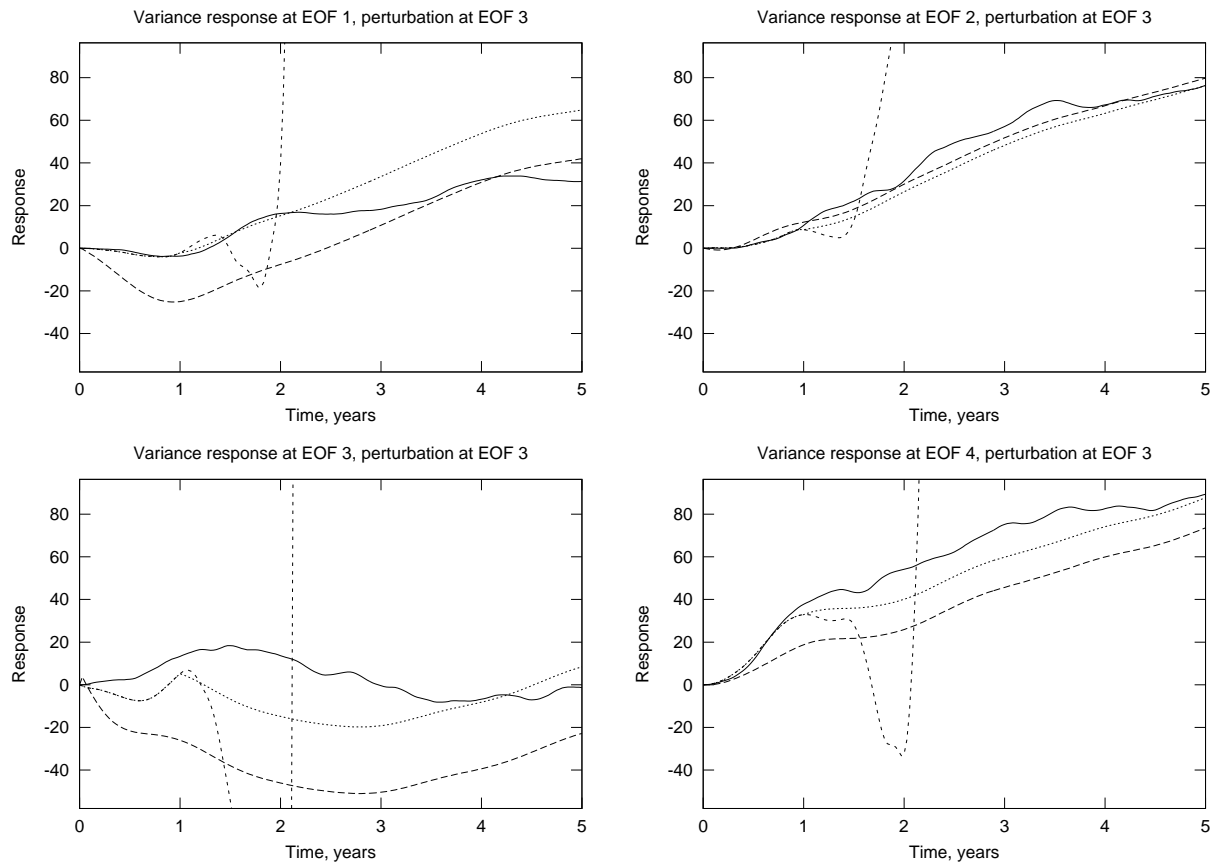 Variance response at EOF 1, perturbation at EOF 3
80
60
40
20
0
-20
-40
Response
0 1 2 3 4 5
Time, years
Variance response at EOF 2, perturbation at EOF 3
80
60
40
20
0
-20
-40
Response
0 1 2 3 4 5
Time, years
Variance response at EOF 3, perturbation at EOF 3
80
60
40
20
0
-20
-40
Response
0 1 2 3 4 5
Time, years
Variance response at EOF 4, perturbation at EOF 3
80
60
40
20
0
-20
-40
Response
0 1 2 3 4 5
Time, years